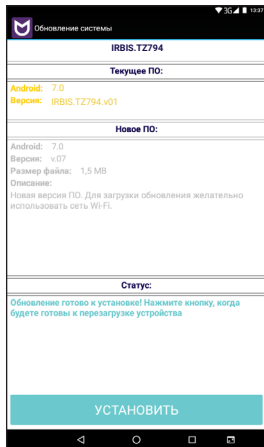 3G 13:37
Обновление системы
IRBIS.TZ794
Текущее ПО:
Android: 7.0
Версия: IRBIS.TZ794.v01
Новое ПО:
Android: 7.0
Версия: v.07
Размер файла: 1,5 MB
Описание:
Новая версия ПО. Для загрузки обновления желательно
использовать сеть Wi-Fi.
Статус:
Обновление готово к установке! Нажмите кнопку, когда
будете готовы к перезагрузке устройства
УСТАНОВИТЬ